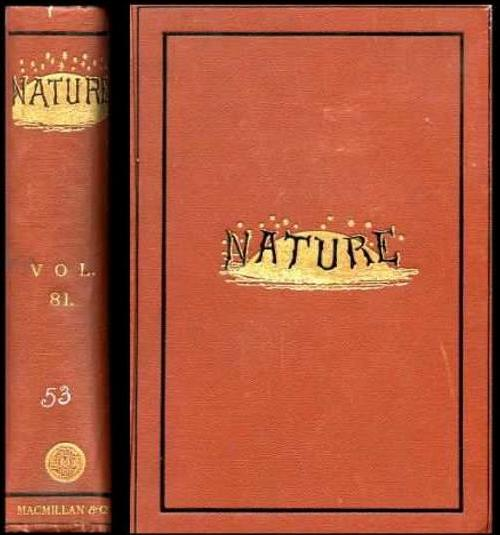 NATURE
VOL.
81.
53
MACMILLAN & C
NATURE